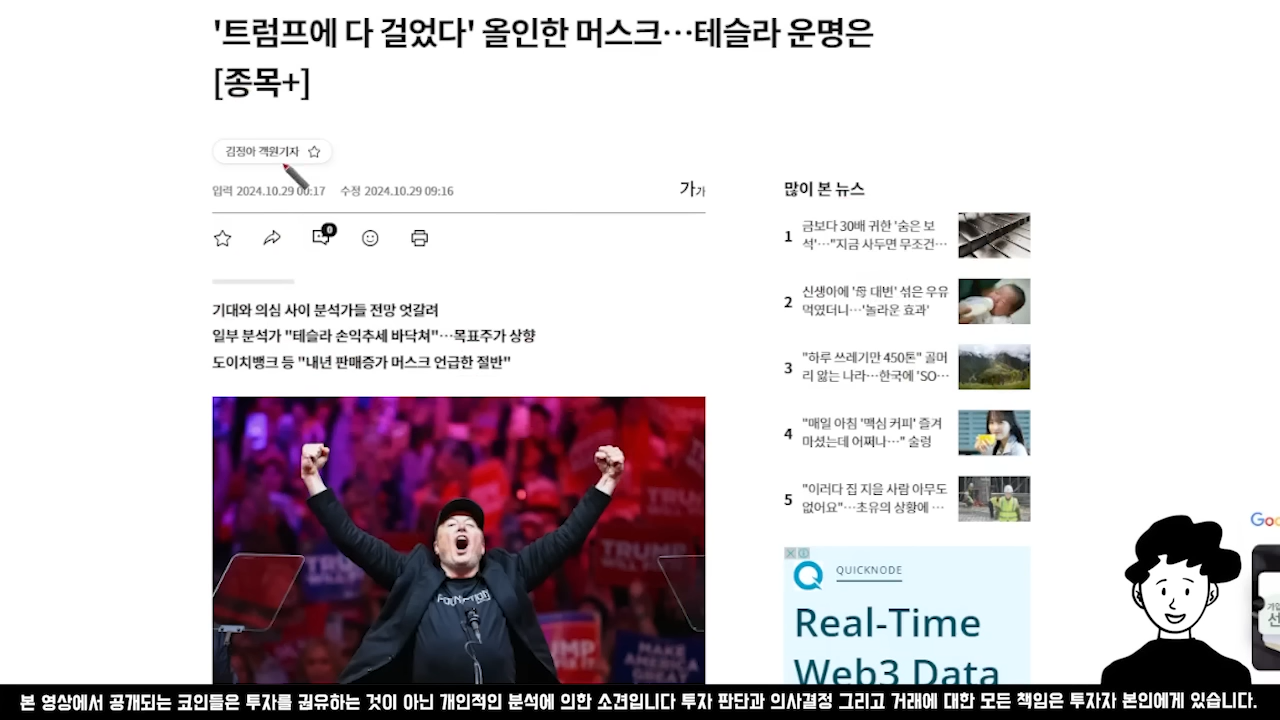 '트럼프에 다 걸었다' 올인한 머스크…테슬라 운명은
[종목+]
김정아 객원기자
입력 2024.10.29 00:17 수정 2024.10.29 09:16
가가
0
기대와 의심 사이 분석가들 전망 엇갈려
일부 분석가 "테슬라 손익추세 바닥쳐"…목표주가 상향
도이치뱅크 등 "내년 판매증가 머스크 언급한 절반"
TRUMP
FOUNDATION
MAKE
AMERICA
많이 본 뉴스
1 금보다 30배 귀한 '숨은 보
석'…"지금 사두면 무조건…
2 신생아에 '母 대변' 섞은 우유
먹였더니…'놀라운 효과'
3 "하루 쓰레기만 450톤" 골머
리 앓는 나라…한국에 'SO…
4 "매일 아침 '맥심 커피' 즐겨
마셨는데 어쩌나…" 술렁
5 "이러다 집 지을 사람 아무도
없어요"…초유의 상황에 …
QUICKNODE
Real-Time
Web3 Data
Goo
본 영상에서 공개되는 코인들은 투자를 권유하는 것이 아닌 개인적인 분석에 의한 소견입니다 투자 판단과 의사결정 그리고 거래에 대한 모든 책임은 투자자 본인에게 있습니다.